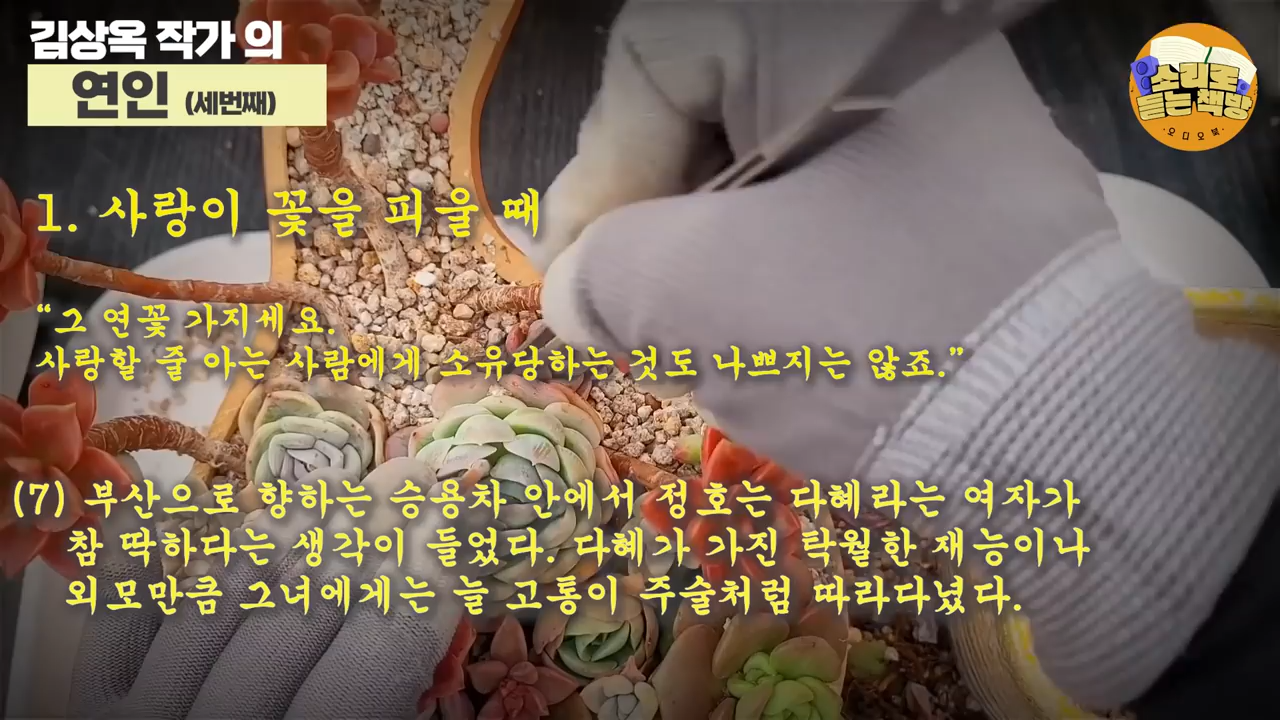 김상옥 작가 의
연인 (세번째)
소리로
듣는 책방
·오디오북·
1. 사랑이 꽃을 피울 때
“그 연꽃 가지세요.
사랑할 줄 아는 사람에게 소유당하는 것도 나쁘지는 않죠.”
(7) 부산으로 향하는 승용차 안에서 정호는 다혜라는 여자가
참 딱하다는 생각이 들었다. 다혜가 가진 탁월한 재능이나
외모만큼 그녀에게는 늘 고통이 주술처럼 따라다녔다.